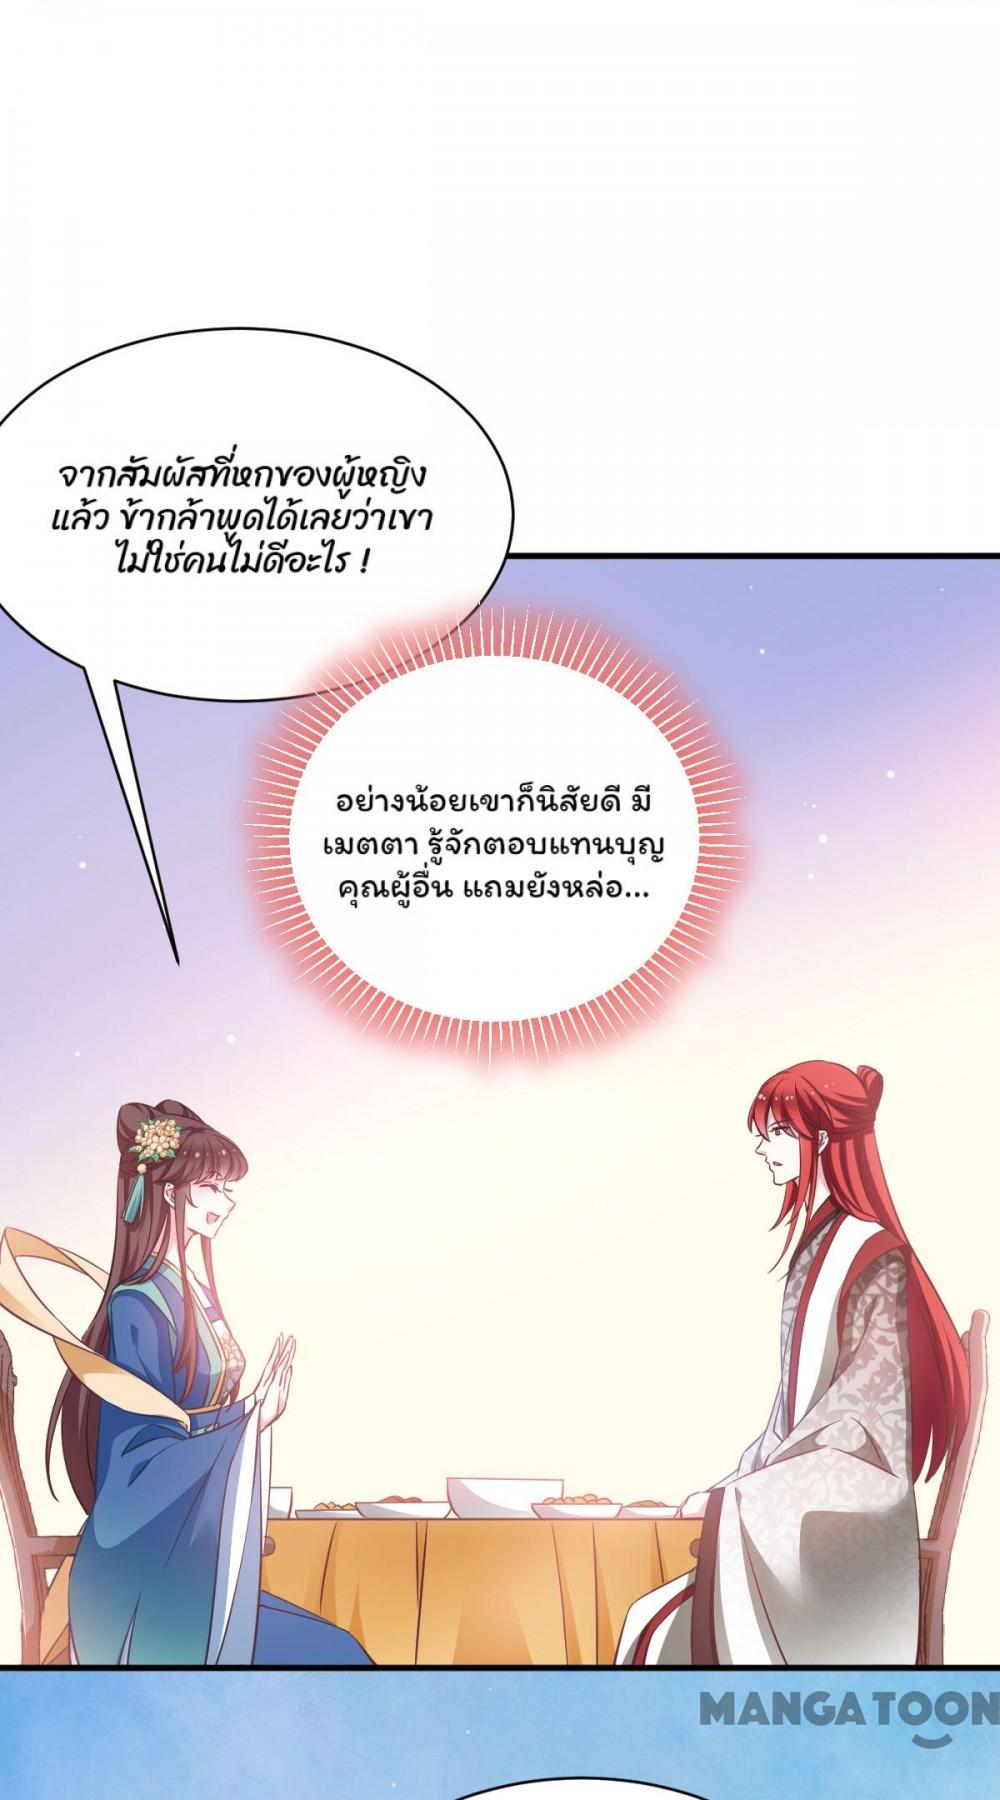 จากสัมผัสที่หกของผู้หญิง
แล้ว ข้ากล้าพูดได้เลยว่าเขา
ไม่ใช่คนไม่ดีอะไร !
อย่างน้อยเขาก็นิสัยดี มี
เมตตา รู้จักตอบแทนบุญ
คุณผู้อื่น แถมยังหล่อ...
MANGATOON